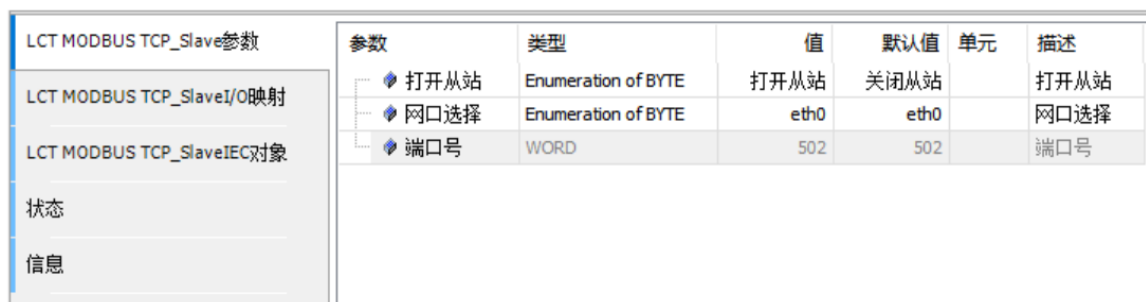 LCT MODBUS TCP_Slave参数
LCT MODBUS TCP_SlaveI/O映射
LCT MODBUS TCP_SlaveIEC对象
状态
信息
参数 类型 值 默认值 单元 描述
打开从站 Enumeration of BYTE 打开从站 关闭从站 打开从站
网口选择 Enumeration of BYTE eth0 eth0 网口选择
端口号 WORD 502 502 端口号